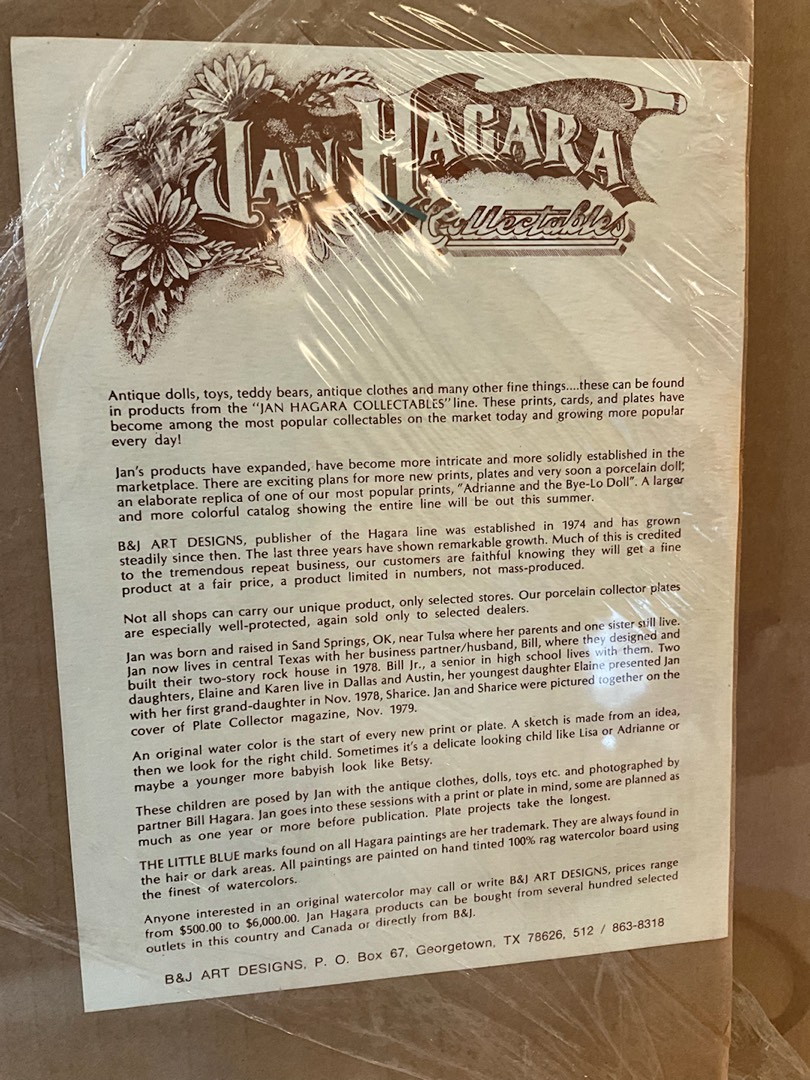 JAN HAGARA
Collectables
Antique dolls, toys, teddy bears, antique clothes and many other fine things....these can be found
in products from the "JAN HAGARA COLLECTABLES" line. These prints, cards, and plates have
become among the most popular collectables on the market today and growing more popular
every day!
Jan's products have expanded, have become more intricate and more solidly established in the
marketplace. There are exciting plans for more new prints, plates and very soon a porcelain doll;
an elaborate replica of one of our most popular prints, "Adrianne and the Bye-Lo Doll". A larger
and more colorful catalog showing the entire line will be out this summer.
B&J ART DESIGNS, publisher of the Hagara line was established in 1974 and has grown
steadily since then. The last three years have shown remarkable growth. Much of this is credited
to the tremendous repeat business, our customers are faithful knowing they will get a fine
product at a fair price, a product limited in numbers, not mass-produced.
Not all shops can carry our unique product, only selected stores. Our porcelain collector plates
are especially well-protected, again sold only to selected dealers.
Jan was born and raised in Sand Springs, OK, near Tulsa where her parents and one sister still live.
Jan now lives in central Texas with her business partner/husband, Bill, where they designed and
built their two-story rock house in 1978. Bill Jr., a senior in high school lives with them. Two
daughters, Elaine and Karen live in Dallas and Austin, her youngest daughter Elaine presented Jan
with her first grand-daughter in Nov. 1978, Sharice. Jan and Sharice were pictured together on the
cover of Plate Collector magazine, Nov. 1979.
An original water color is the start of every new print or plate. A sketch is made from an idea,
then we look for the right child. Sometimes it's a delicate looking child like Lisa or Adrianne or
maybe a younger more babyish look like Betsy.
These children are posed by Jan with the antique clothes, dolls, toys etc. and photographed by
partner Bill Hagara. Jan goes into these sessions with a print or plate in mind, some are planned as
much as one year or more before publication. Plate projects take the longest.
THE LITTLE BLUE marks found on all Hagara paintings are her trademark. They are always found in
the hair or dark areas. All paintings are painted on hand tinted 100% rag watercolor board using
the finest of watercolors.
Anyone interested in an original watercolor may call or write B&J ART DESIGNS, prices range
from $500.00 to $6,000.00. Jan Hagara products can be bought from several hundred selected
outlets in this country and Canada or directly from B&J.
B&J ART DESIGNS, P. O. Box 67, Georgetown, TX 78626, 512 / 863-8318